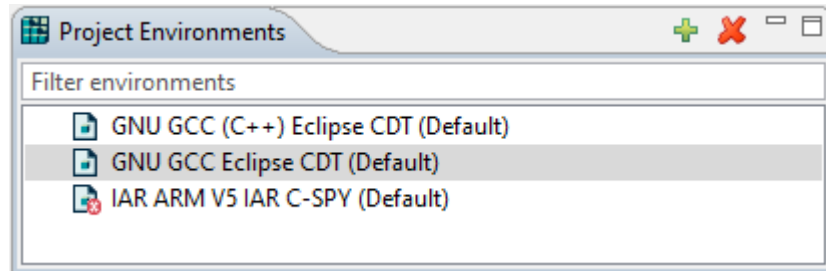 Project Environments
Filter environments
GNU GCC (C++) Eclipse CDT (Default)
GNU GCC Eclipse CDT (Default)
IAR ARM V5 IAR C-SPY (Default)